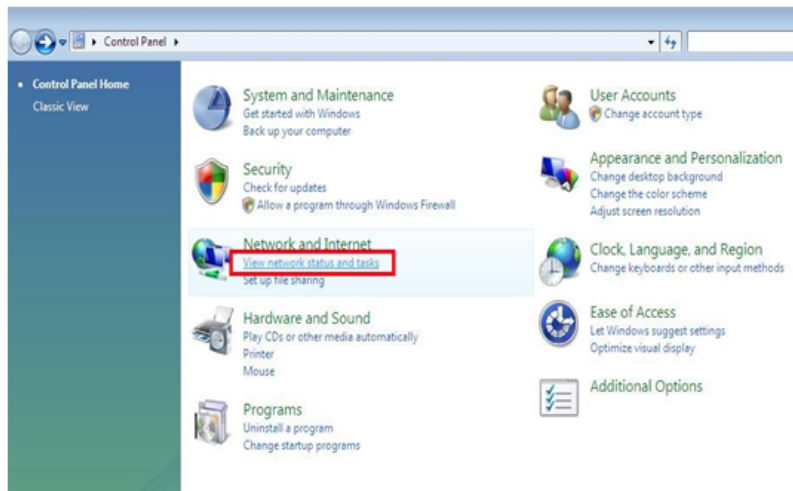 Control Panel
Control Panel Home
Classic View
System and Maintenance
Get started with Windows
Back up your computer
Security
Check for updates
Allow a program through Windows Firewall
Network and Internet
View network status and tasks
Set up file sharing
Hardware and Sound
Play CDs or other media automatically
Printer
Mouse
Programs
Uninstall a program
Change startup programs
User Accounts
Change account type
Appearance and Personalization
Change desktop background
Change the color scheme
Adjust screen resolution
Clock, Language, and Region
Change keyboards or other input methods
Ease of Access
Let Windows suggest settings
Optimize visual display
Additional Options